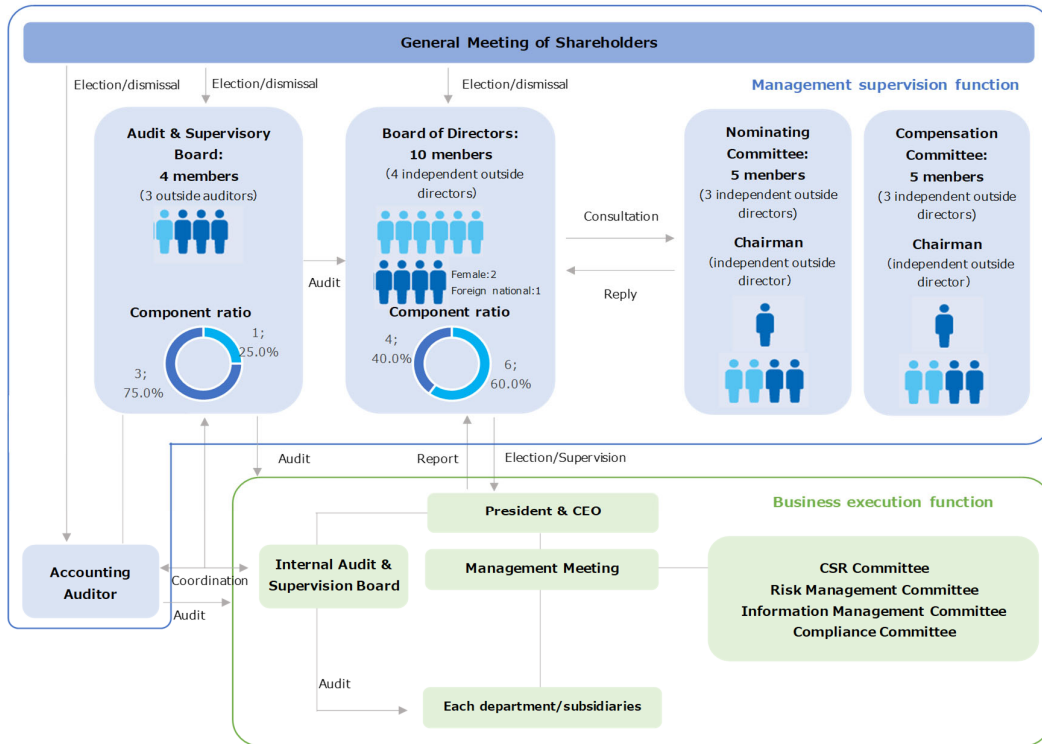 General Meeting of Shareholders
Election/dismissal
Election/dismissal
Election/dismissal
Management supervision function
Audit & Supervisory
Board:
4 members
(3 outside auditors)
Component ratio
1;
25.0%
3;
75.0%
Audit
Board of Directors:
10 menbers
(4 independent outside
directors)
Female:2
Foreign national:1
Component ratio
4;
40.0%
6;
60.0%
Consultation
Reply
Nominating
Committee:
5 menbers
(3 independent outside
directors)
Chairman
(independent outside
director)
Compensation
Committee:
5 menbers
(3 independent outside
directors)
Chairman
(independent outside
director)
Audit
Report
Election/Supervision
Business execution function
President & CEO
Accounting
Auditor
Coordination
Audit
Internal Audit &
Supervision Board
Management Meeting
CSR Committee
Risk Management Committee
Information Management Committee
Compliance Committee
Audit
Each department/subsidiaries